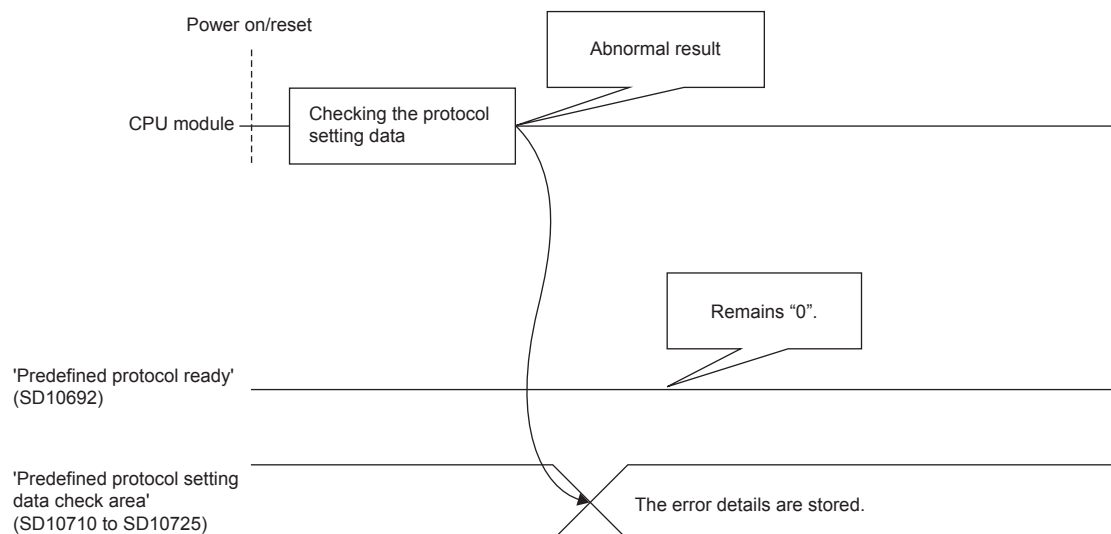 Power on/reset
Abnormal result
CPU module
Checking the protocol
setting data
Remains “0”.
'Predefined protocol ready'
(SD10692)
'Predefined protocol setting
data check area'
(SD10710 to SD10725)
The error details are stored.